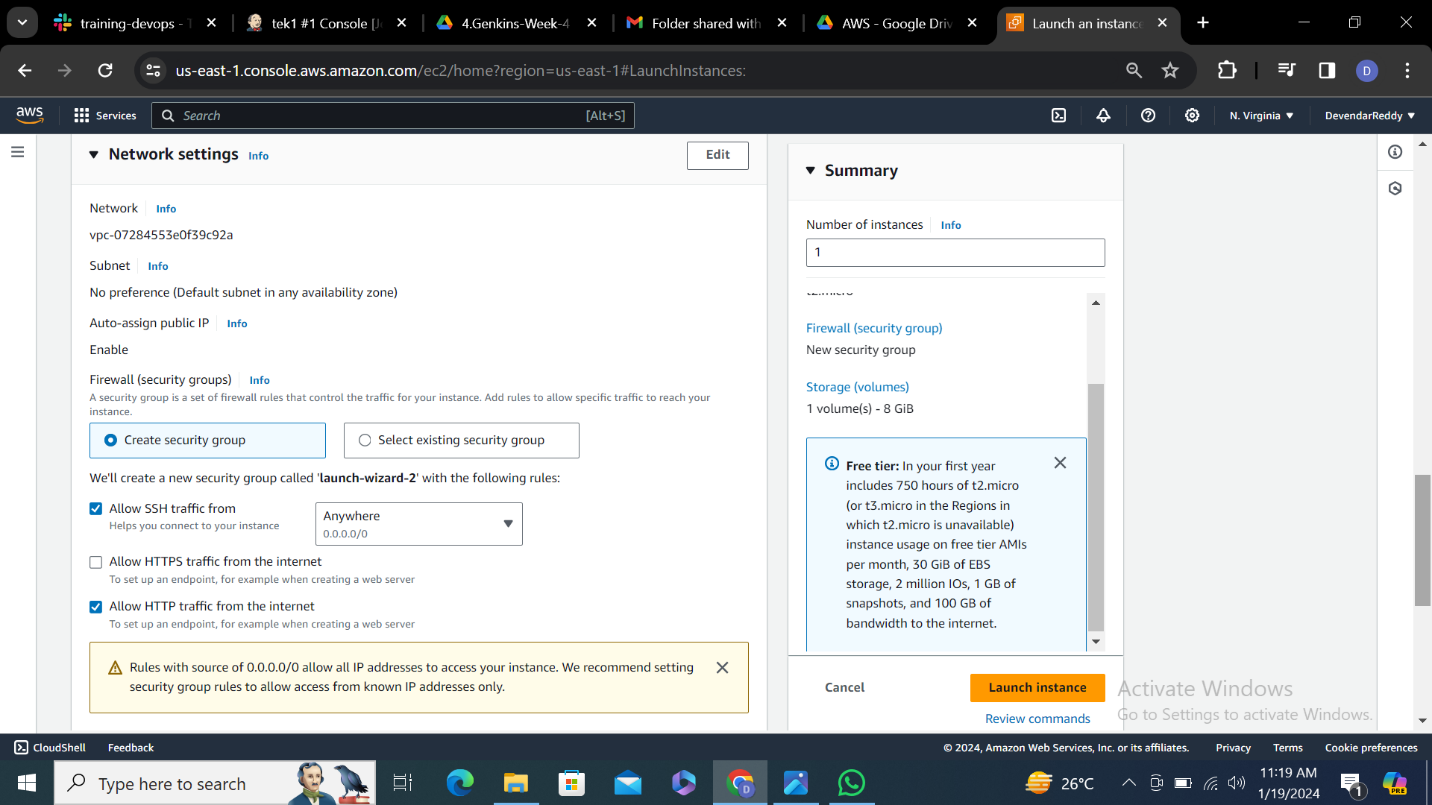 training-devops - T
tek1 #1 Console [J
4.Genkins-Week-4
Folder shared with
AWS - Google Driv
Launch an instance
us-east-1.console.aws.amazon.com/ec2/home?region=us-east-1#LaunchInstances:
D
aws
Services
Search
[Alt+S]
N. Virginia
DevendarReddy
Network settings Info
Edit
Network Info
vpc-07284553e0f39c92a
Subnet Info
No preference (Default subnet in any availability zone)
Auto-assign public IP Info
Enable
Firewall (security groups) Info
A security group is a set of firewall rules that control the traffic for your instance. Add rules to allow specific traffic to reach your
instance.
Create security group
Select existing security group
We'll create a new security group called 'launch-wizard-2' with the following rules:
Allow SSH traffic from
Helps you connect to your instance
Anywhere
0.0.0.0/0
Allow HTTPS traffic from the internet
To set up an endpoint, for example when creating a web server
Allow HTTP traffic from the internet
To set up an endpoint, for example when creating a web server
Rules with source of 0.0.0.0/0 allow all IP addresses to access your instance. We recommend setting
security group rules to allow access from known IP addresses only.
Summary
Number of instances Info
1
t2.micro
Firewall (security group)
New security group
Storage (volumes)
1 volume(s) - 8 GiB
Free tier: In your first year
includes 750 hours of t2.micro
(or t3.micro in the Regions in
which t2.micro is unavailable)
instance usage on free tier AMIs
per month, 30 GiB of EBS
storage, 2 million IOs, 1 GB of
snapshots, and 100 GB of
bandwidth to the internet.
Cancel
Launch instance
Review commands
Activate Windows
Go to Settings to activate Windows.
CloudShell
Feedback
© 2024, Amazon Web Services, Inc. or its affiliates.
Privacy
Terms
Cookie preferences
Type here to search
D
26°C
11:19 AM
1/19/2024
1
PRE